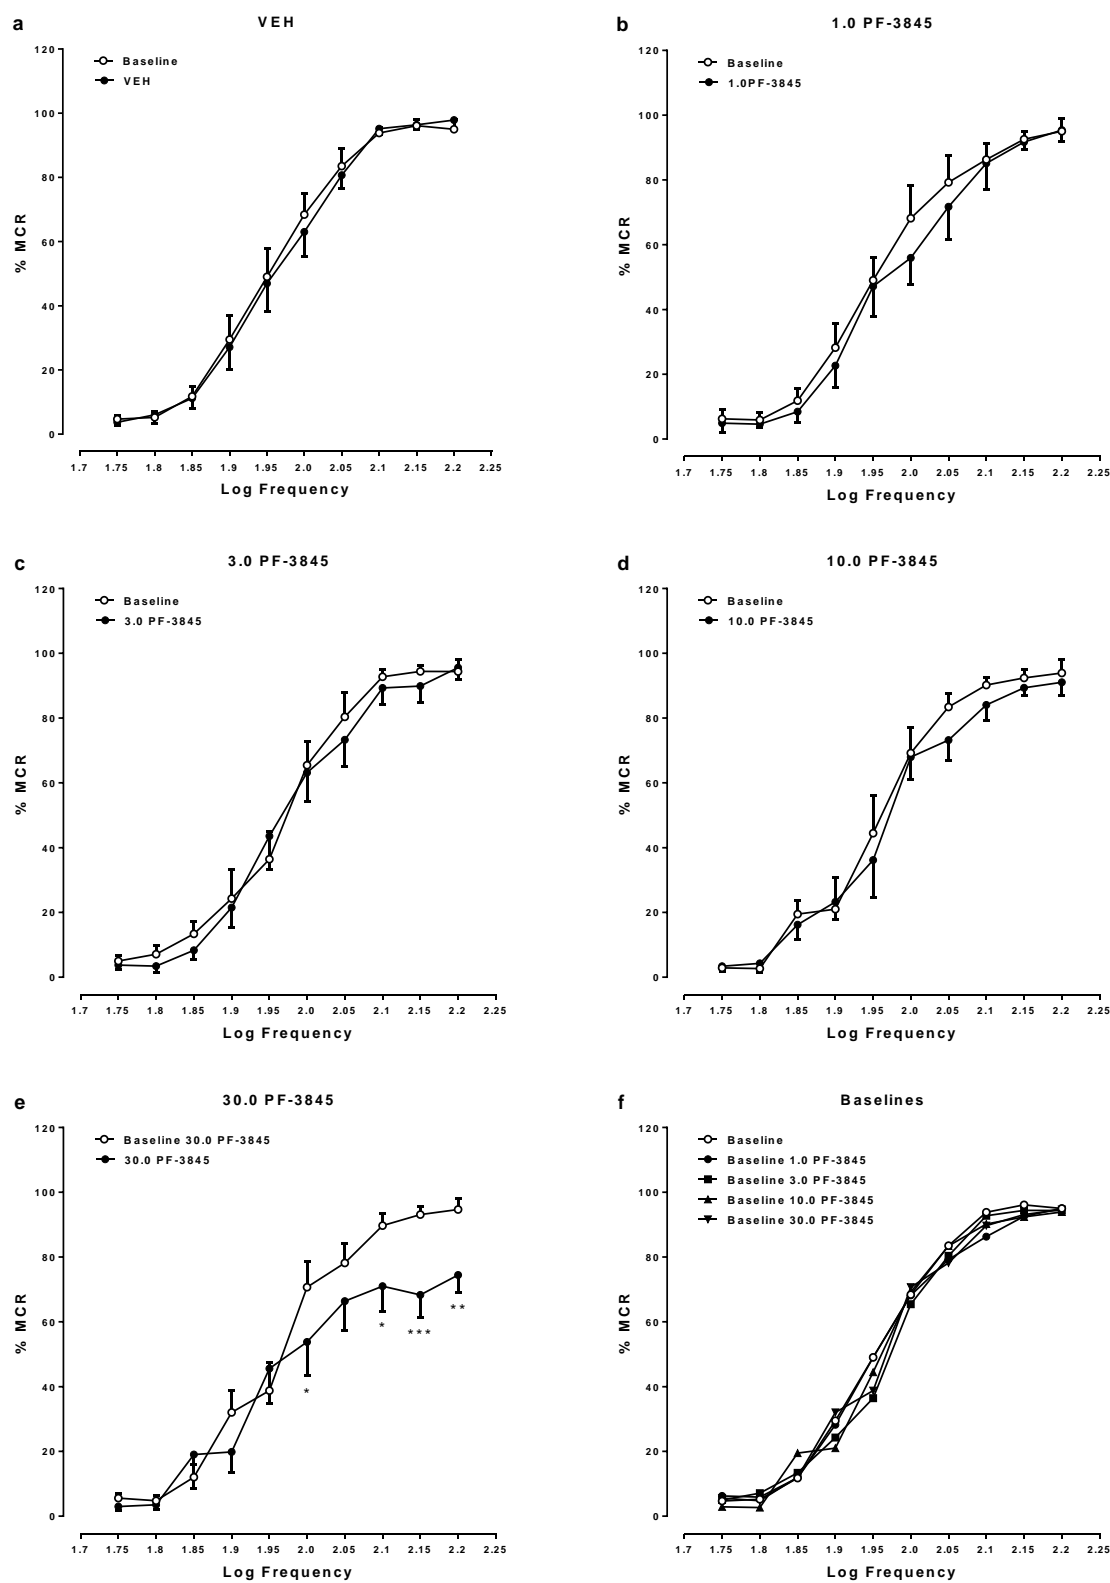 a
VEH
Baseline
VEH
120
100
80
60
40
20
0
% MCR
1.7 1.75 1.8 1.85 1.9 1.95 2.0 2.05 2.1 2.15 2.2 2.25
Log Frequency
b
1.0 PF-3845
Baseline
1.0PF-3845
120
100
80
60
40
20
0
% MCR
1.7 1.75 1.8 1.85 1.9 1.95 2.0 2.05 2.1 2.15 2.2 2.25
Log Frequency
c
3.0 PF-3845
Baseline
3.0 PF-3845
120
100
80
60
40
20
0
% MCR
1.7 1.75 1.8 1.85 1.9 1.95 2.0 2.05 2.1 2.15 2.2 2.25
Log Frequency
d
10.0 PF-3845
Baseline
10.0 PF-3845
120
100
80
60
40
20
0
% MCR
1.7 1.75 1.8 1.85 1.9 1.95 2.0 2.05 2.1 2.15 2.2 2.25
Log Frequency
e
30.0 PF-3845
Baseline 30.0 PF-3845
30.0 PF-3845
120
100
80
60
40
20
0
% MCR
**
*
***
*
1.7 1.75 1.8 1.85 1.9 1.95 2.0 2.05 2.1 2.15 2.2 2.25
Log Frequency
f
Baselines
Baseline
Baseline 1.0 PF-3845
Baseline 3.0 PF-3845
Baseline 10.0 PF-3845
Baseline 30.0 PF-3845
120
100
80
60
40
20
0
% MCR
1.7 1.75 1.8 1.85 1.9 1.95 2.0 2.05 2.1 2.15 2.2 2.25
Log Frequency